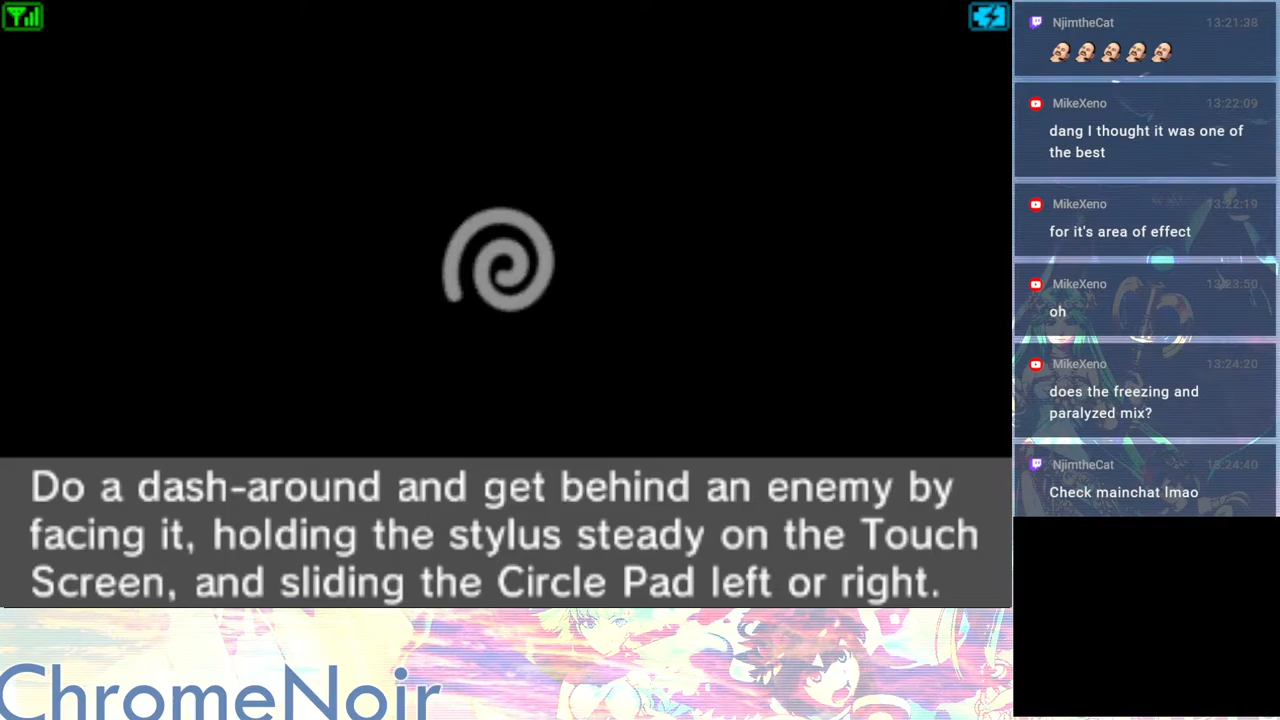 Do a dash-around and get behind an enemy by
facing it, holding the stylus steady on the Touch
Screen, and sliding the Circle Pad left or right.
ChromeNoir
NjimtheCat 13:21:38
MikeXeno 13:22:09
dang I thought it was one of
the best
MikeXeno 13:22:19
for it's area of effect
MikeXeno 13:23:50
oh
MikeXeno 13:24:20
does the freezing and
paralyzed mix?
NjimtheCat 13:24:40
Check mainchat lmao